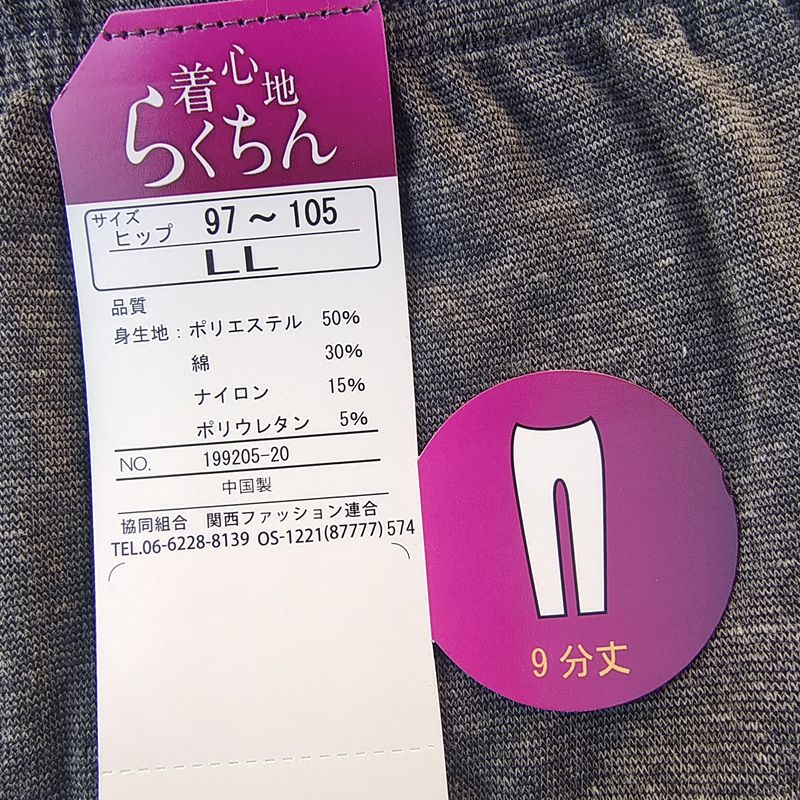 着心地
らくちん
サイズ
ヒップ 97～105
LL
品質
身生地：ポリエステル 50%
綿 30%
ナイロン 15%
ポリウレタン 5%
NO. 199205-20
中国製
協同組合 関西ファッション連合
TEL.06-6228-8139 OS-1221(87777)574
9分丈